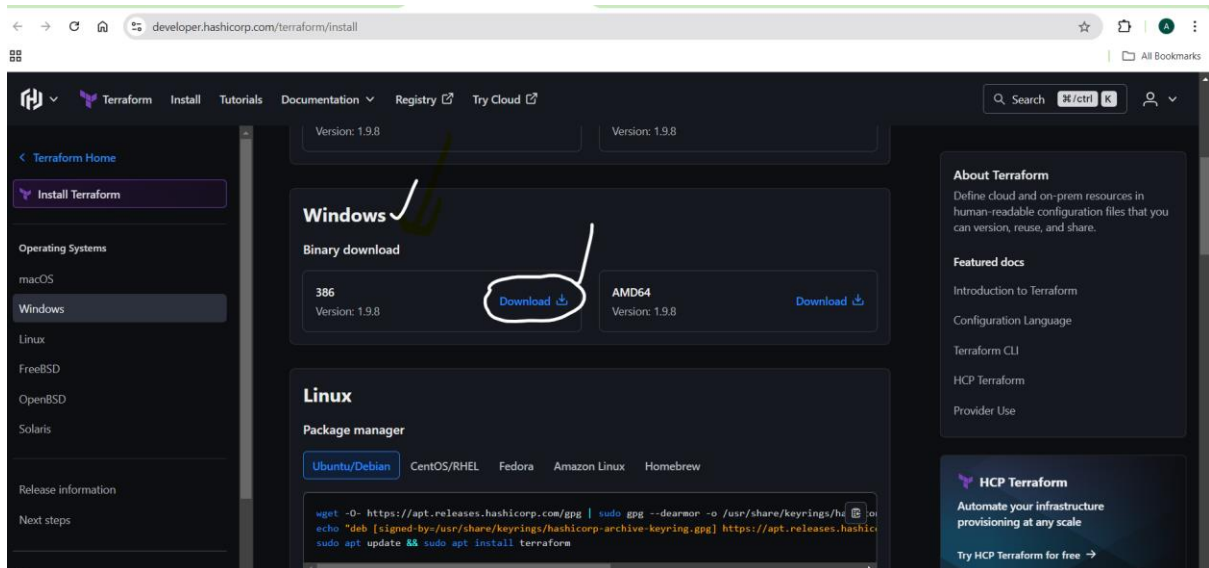 developer.hashicorp.com/terraform/install
A
All Bookmarks
Terraform Install Tutorials Documentation Registry Try Cloud
Search ⌘/ctrl K
Version: 1.9.8 Version: 1.9.8
Terraform Home
Install Terraform
Operating Systems
macOS
Windows
Linux
FreeBSD
OpenBSD
Solaris
Release information
Next steps
Windows
Binary download
386
Version: 1.9.8
Download
AMD64
Version: 1.9.8
Download
Linux
Package manager
Ubuntu/Debian CentOS/RHEL Fedora Amazon Linux Homebrew
wget -O- https://apt.releases.hashicorp.com/gpg | sudo gpg --dearmor -o /usr/share/keyrings/
echo "deb [signed-by=/usr/share/keyrings/hashicorp-archive-keyring.gpg] https://apt.releases.hashic
sudo apt update && sudo apt install terraform
About Terraform
Define cloud and on-prem resources in
human-readable configuration files that you
can version, reuse, and share.
Featured docs
Introduction to Terraform
Configuration Language
Terraform CLI
HCP Terraform
Provider Use
HCP Terraform
Automate your infrastructure
provisioning at any scale
Try HCP Terraform for free →